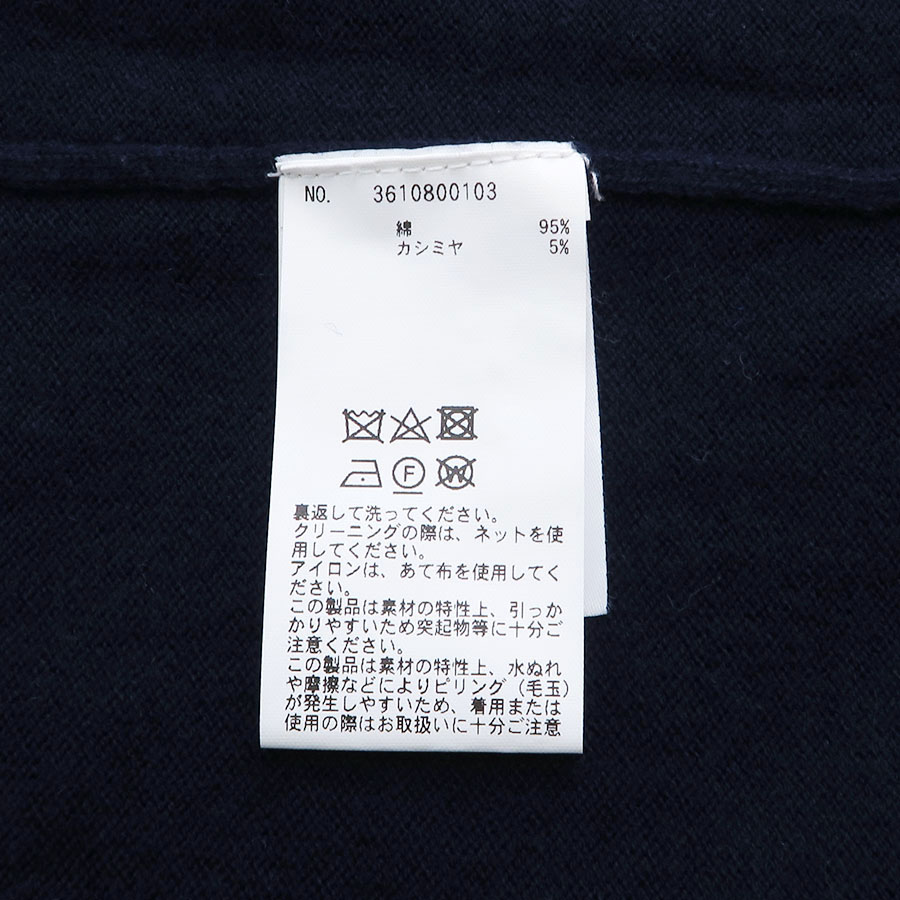 NO. 3610800103
綿 95%
カシミヤ 5%
F
W
裏返して洗ってください。
クリーニングの際は、ネットを使
用してください。
アイロンは、あて布を使用してく
ださい。
この製品は素材の特性上、引っか
かりやすいため突起物等に十分ご
注意ください。
この製品は素材の特性上、水ぬれ
や摩擦などによりピリング(毛玉)
が発生しやすいため、着用または
使用の際はお取扱いに十分ご注意